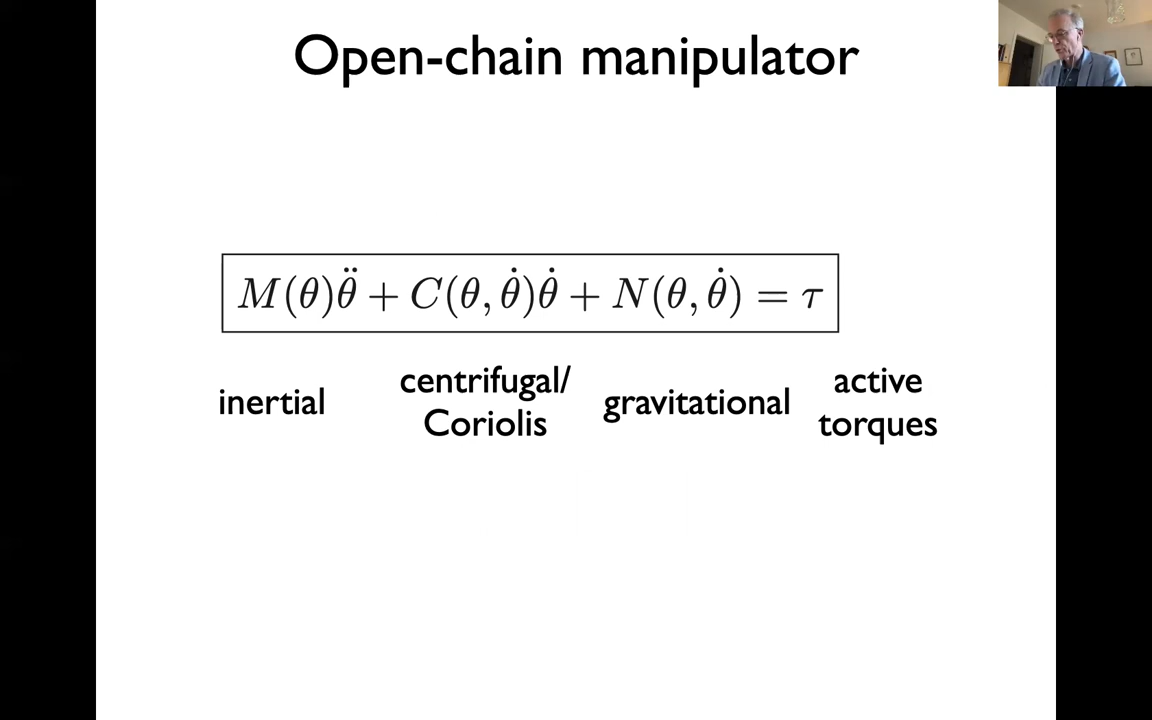 Open-chain manipulator
M(θ)θ̈ + C(θ, θ̇)θ̇ + N(θ, θ̇) = τ
inertial
centrifugal/
Coriolis
gravitational
active
torques